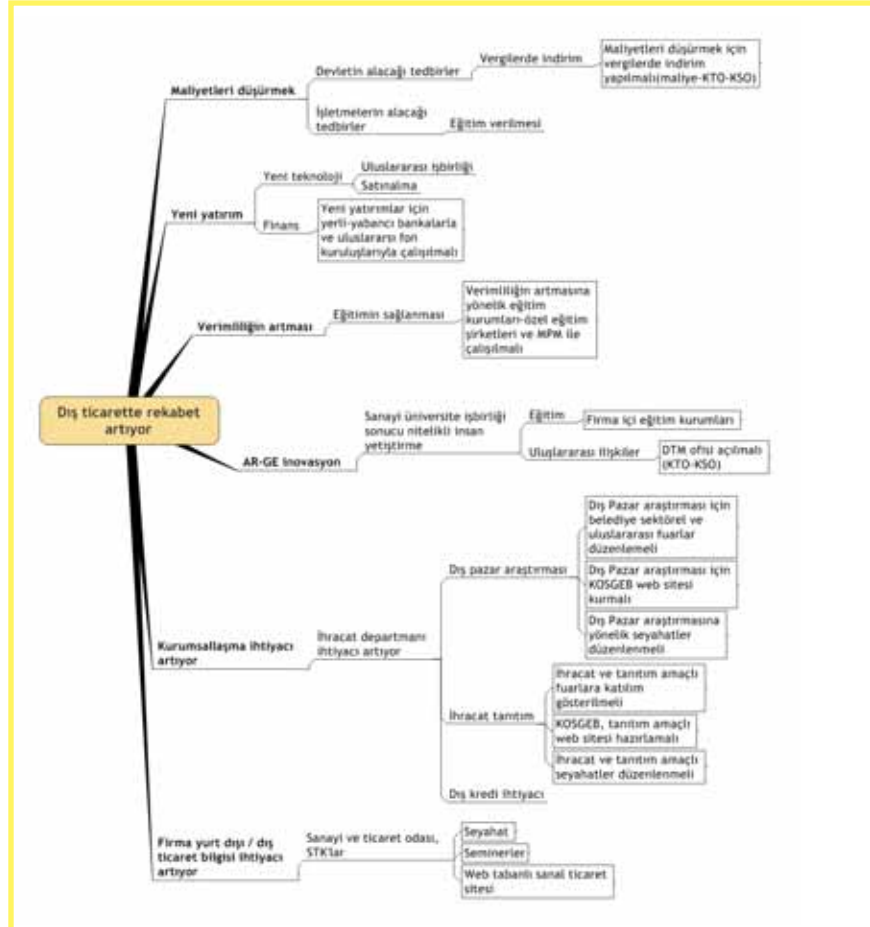 Maliyetleri düşürmek
Devletin alacağı tedbirler
Vergilerde indirim
Maliyetleri düşürmek için
vergilerde indirim
yapılmalı(maliye-KTO-KSO)
İşletmelerin alacağı
tedbirler
Eğitim verilmesi
Yeni yatırım
Yeni teknoloji
Uluslararası işbirliği
Satınalma
Finans
Yeni yatırımlar için
yerli-yabancı bankalarla
ve uluslararsı fon
kuruluşlarıyla çalışılmalı
Verimliliğin artması
Eğitimin sağlanması
Verimliliğin artmasına
yönelik eğitim
kurumları-özel eğitim
şirketleri ve MPM ile
çalışılmalı
Dış ticarette rekabet
artıyor
AR-GE inovasyon
Sanayi üniversite işbirliği
sonucu nitelikli insan
yetiştirme
Eğitim
Firma içi eğitim kurumları
Uluslararası ilişkiler
DTM ofisi açılmalı
(KTO-KSO)
Kurumsallaşma ihtiyacı
artıyor
İhracat departmanı
ihtiyacı artıyor
Dış pazar araştırması
Dış Pazar araştırması için
belediye sektörel ve
uluslararası fuarlar
düzenlemeli
Dış Pazar araştırması için
KOSGEB web sitesi
kurmalı
Dış Pazar araştırmasına
yönelik seyahatler
düzenlenmeli
İhracat tanıtım
İhracat ve tanıtım amaçlı
fuarlara katılım
gösterilmeli
KOSGEB, tanıtım amaçlı
web sitesi hazırlamalı
İhracat ve tanıtım amaçlı
seyahatler düzenlenmeli
Dış kredi ihtiyacı
Firma yurt dışı / dış
ticaret bilgisi ihtiyacı
artıyor
Sanayi ve ticaret odası,
STK'lar
Seyahat
Seminerler
Web tabanlı sanal ticaret
sitesi